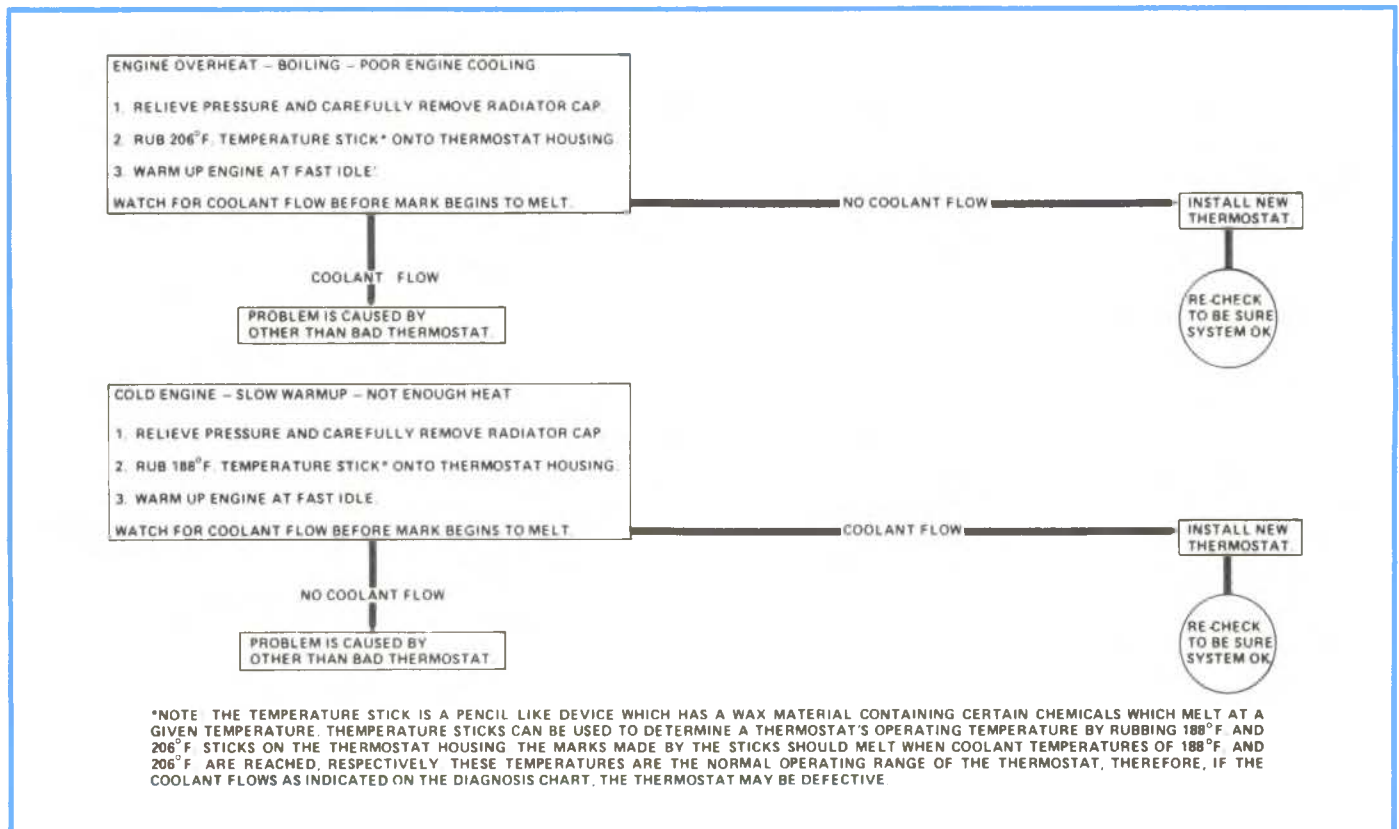 ENGINE OVERHEAT – BOILING – POOR ENGINE COOLING
1. RELIEVE PRESSURE AND CAREFULLY REMOVE RADIATOR CAP.
2. RUB 206°F. TEMPERATURE STICK* ONTO THERMOSTAT HOUSING.
3. WARM UP ENGINE AT FAST IDLE.
WATCH FOR COOLANT FLOW BEFORE MARK BEGINS TO MELT.
NO COOLANT FLOW
INSTALL NEW
THERMOSTAT.
COOLANT FLOW
PROBLEM IS CAUSED BY
OTHER THAN BAD THERMOSTAT.
RE-CHECK
TO BE SURE
SYSTEM OK
COLD ENGINE – SLOW WARMUP – NOT ENOUGH HEAT
1. RELIEVE PRESSURE AND CAREFULLY REMOVE RADIATOR CAP
2. RUB 188°F. TEMPERATURE STICK* ONTO THERMOSTAT HOUSING.
3. WARM UP ENGINE AT FAST IDLE.
WATCH FOR COOLANT FLOW BEFORE MARK BEGINS TO MELT.
COOLANT FLOW
INSTALL NEW
THERMOSTAT.
NO COOLANT FLOW
PROBLEM IS CAUSED BY
OTHER THAN BAD THERMOSTAT.
RE-CHECK
TO BE SURE
SYSTEM OK
*NOTE: THE TEMPERATURE STICK IS A PENCIL LIKE DEVICE WHICH HAS A WAX MATERIAL CONTAINING CERTAIN CHEMICALS WHICH MELT AT A
GIVEN TEMPERATURE. THEMPERATURE STICKS CAN BE USED TO DETERMINE A THERMOSTAT'S OPERATING TEMPERATURE BY RUBBING 188°F. AND
206°F. STICKS ON THE THERMOSTAT HOUSING. THE MARKS MADE BY THE STICKS SHOULD MELT WHEN COOLANT TEMPERATURES OF 188°F. AND
206°F. ARE REACHED, RESPECTIVELY. THESE TEMPERATURES ARE THE NORMAL OPERATING RANGE OF THE THERMOSTAT, THEREFORE, IF THE
COOLANT FLOWS AS INDICATED ON THE DIAGNOSIS CHART, THE THERMOSTAT MAY BE DEFECTIVE.